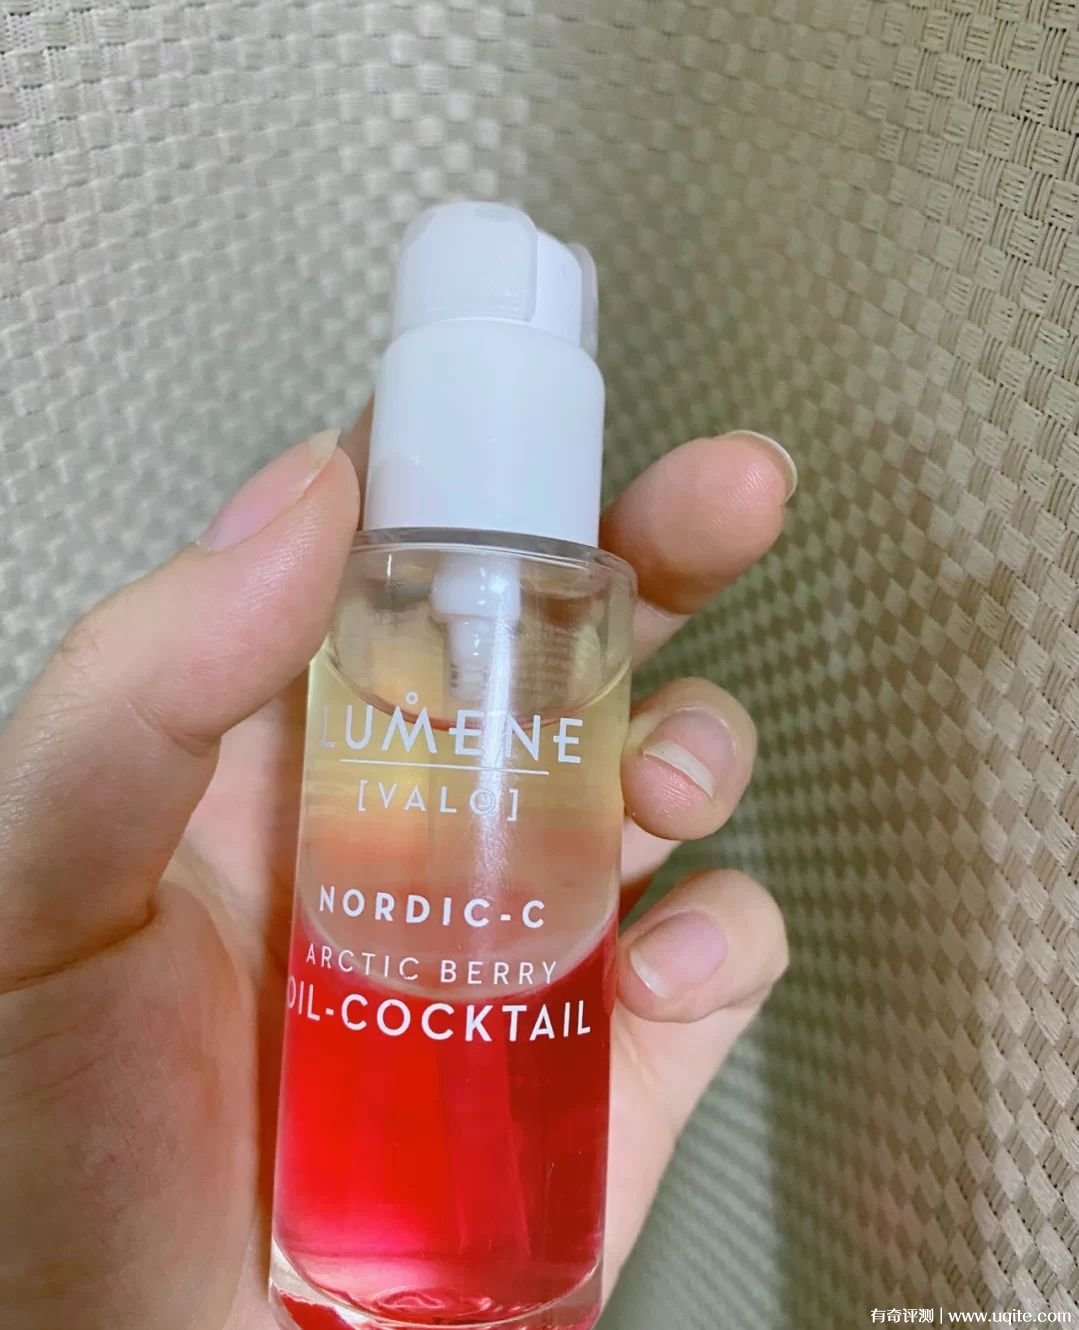 LUMENE
[VALO]
NORDIC-C
ARCTIC BERRY
OIL-COCKTAIL
有奇评测 | www.uqite.com